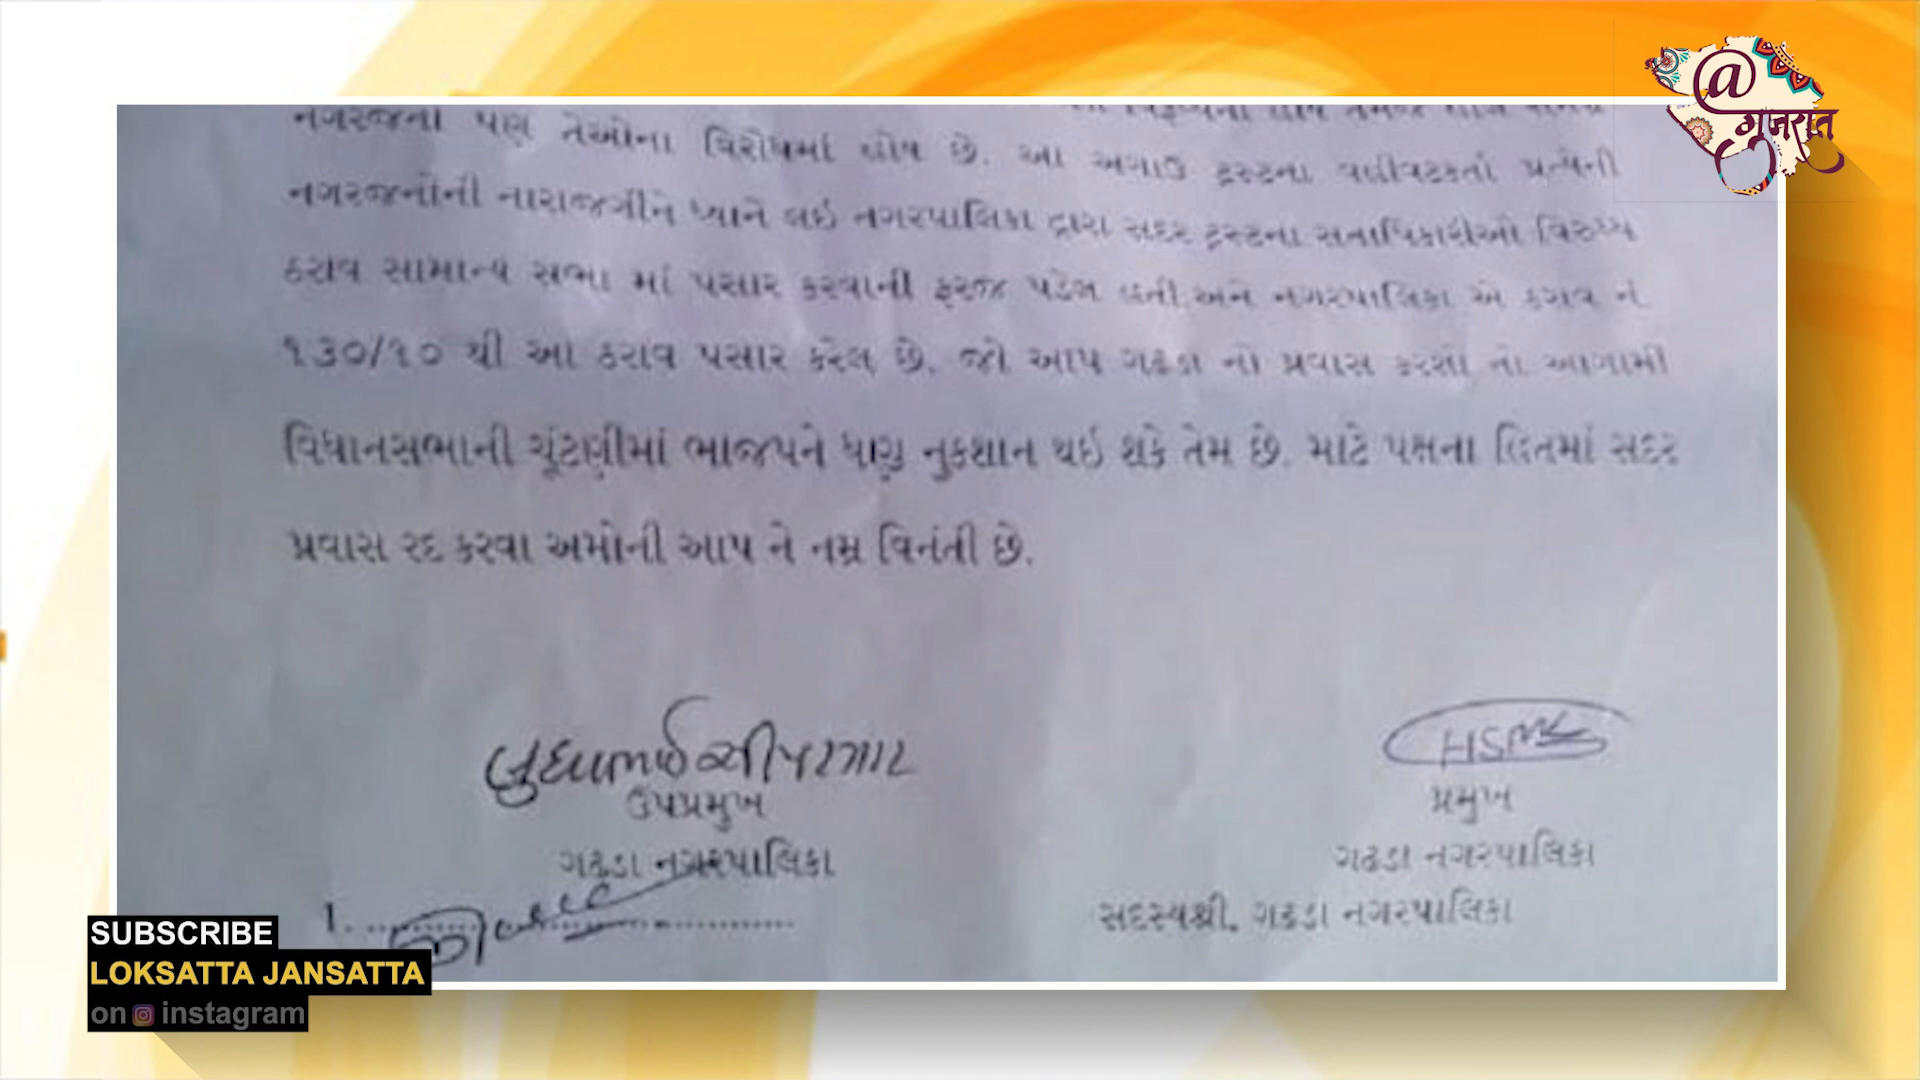 નગરજનો પણ તેઓના વિરોધમાં હોય છે. આ અગાઉ ટ્રસ્ટના વહીવટકર્તા પ્રત્યેની
નગરજનોની નારાજગીને ધ્યાને લઇ નગરપાલિકા દ્વારા સદર ટ્રસ્ટના સત્તાધિકારીઓ વિરુધ્ધ
ઠરાવ સામાન્ય સભા માં પસાર કરવાની ફરજ પડેલ હતી.અને નગરપાલિકા એ ઠરાવ નં
૧૩૦/૧૦ થી આ ઠરાવ પસાર કરેલ છે. જો આપ ગઢડા નો પ્રવાસ કરશો તો આગામી
વિધાનસભાની ચૂંટણીમાં ભાજપને ઘણુ નુકશાન થઇ શકે તેમ છે. માટે પક્ષના હિતમાં સદર
પ્રવાસ રદ કરવા અમોની આપ ને નમ્ર વિનંતી છે.
ઉપપ્રમુખ
ગઢડા નગરપાલિકા
પ્રમુખ
ગઢડા નગરપાલિકા
1.
સદસ્યશ્રી. ગઢડા નગરપાલિકા
@ગુજરાત
SUBSCRIBE
LOKSATTA JANSATTA
on instagram